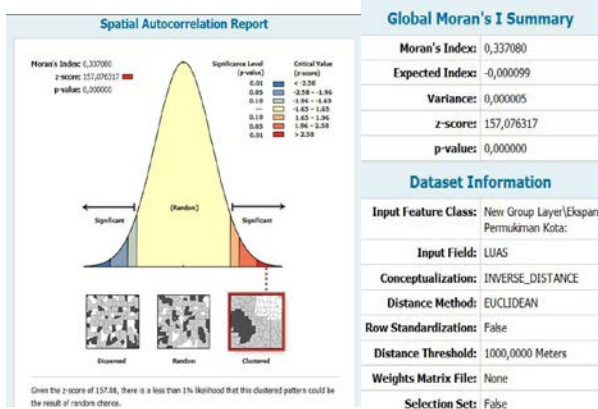 Spatial Autocorrelation Report
Moran's Index: 0,337080
z-score: 157,076317
p-value: 0,000000
Significance Level
(p-value)
Critical Value
(z-score)
0.01 < -2.58
0.05 -2.58 - -1.96
0.10 -1.96 - -1.65
--- -1.65 - 1.65
0.10 1.65 - 1.96
0.05 1.96 - 2.58
0.01 > 2.58
(Random)
Significant
Significant
Dispersed
Random
Clustered
Given the z-score of 157.08, there is a less than 1% likelihood that this clustered pattern could be
the result of random chance.
Global Moran's I Summary
Moran's Index: 0,337080
Expected Index: -0,000099
Variance: 0,000005
z-score: 157,076317
p-value: 0,000000
Dataset Information
Input Feature Class: New Group Layer\Ekspan
Permukiman Kota:
Input Field: LUAS
Conceptualization: INVERSE_DISTANCE
Distance Method: EUCLIDEAN
Row Standardization: False
Distance Threshold: 1000,0000 Meters
Weights Matrix File: None
Selection Set: False